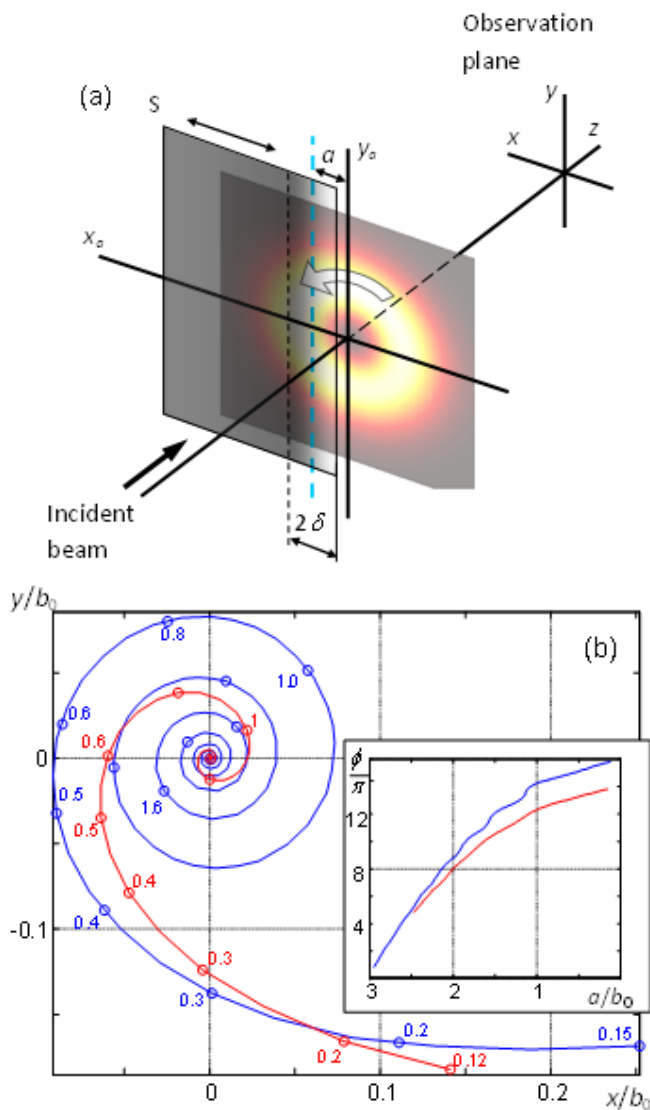 Observation
plane
(a)
S
a
y
x
z
yₐ
xₐ
Incident
beam
2 δ
y/b₀
(b)
0.8
1.0
0.6
0.6
1
0
0.5
1.6
0.5
0.4
0.4
-0.1
0.3
0.3
0.2
0.2
0.15
0.12
0
0.1
0.2
x/b₀
ϕ
π
12
8
4
3
2
1
a/b₀